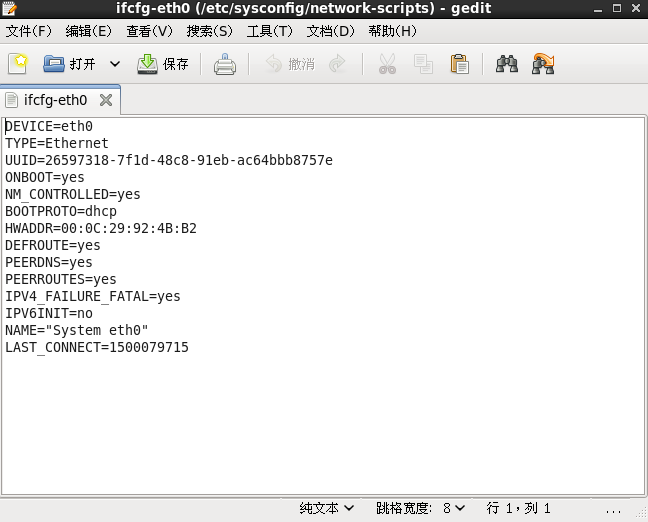 ifcfg-eth0 (/etc/sysconfig/network-scripts) - gedit
文件(F) 编辑(E) 查看(V) 搜索(S) 工具(T) 文档(D) 帮助(H)
打开 保存 撤消
ifcfg-eth0
DEVICE=eth0
TYPE=Ethernet
UUID=26597318-7f1d-48c8-91eb-ac64bbb8757e
ONBOOT=yes
NM_CONTROLLED=yes
BOOTPROTO=dhcp
HWADDR=00:0C:29:92:4B:B2
DEFROUTE=yes
PEERDNS=yes
PEERROUTES=yes
IPV4_FAILURE_FATAL=yes
IPV6INIT=no
NAME="System eth0"
LAST_CONNECT=1500079715
纯文本 跳格宽度: 8 行 1，列 1 ...